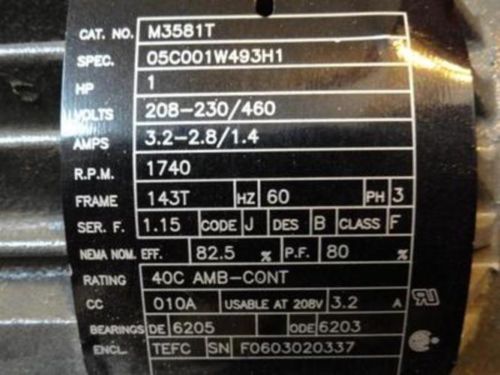 CAT. NO. M3581T
SPEC. 05C001W493H1
HP 1
VOLTS 208-230/460
AMPS 3.2-2.8/1.4
R.P.M. 1740
FRAME 143T HZ 60 PH 3
SER. F. 1.15 CODE J DES B CLASS F
NEMA NOM. EFF. 82.5 % P.F. 80 %
RATING 40C AMB-CONT
CC 010A USABLE AT 208V 3.2 A
BEARINGS DE 6205 ODE 6203
ENCL. TEFC SN F0603020337